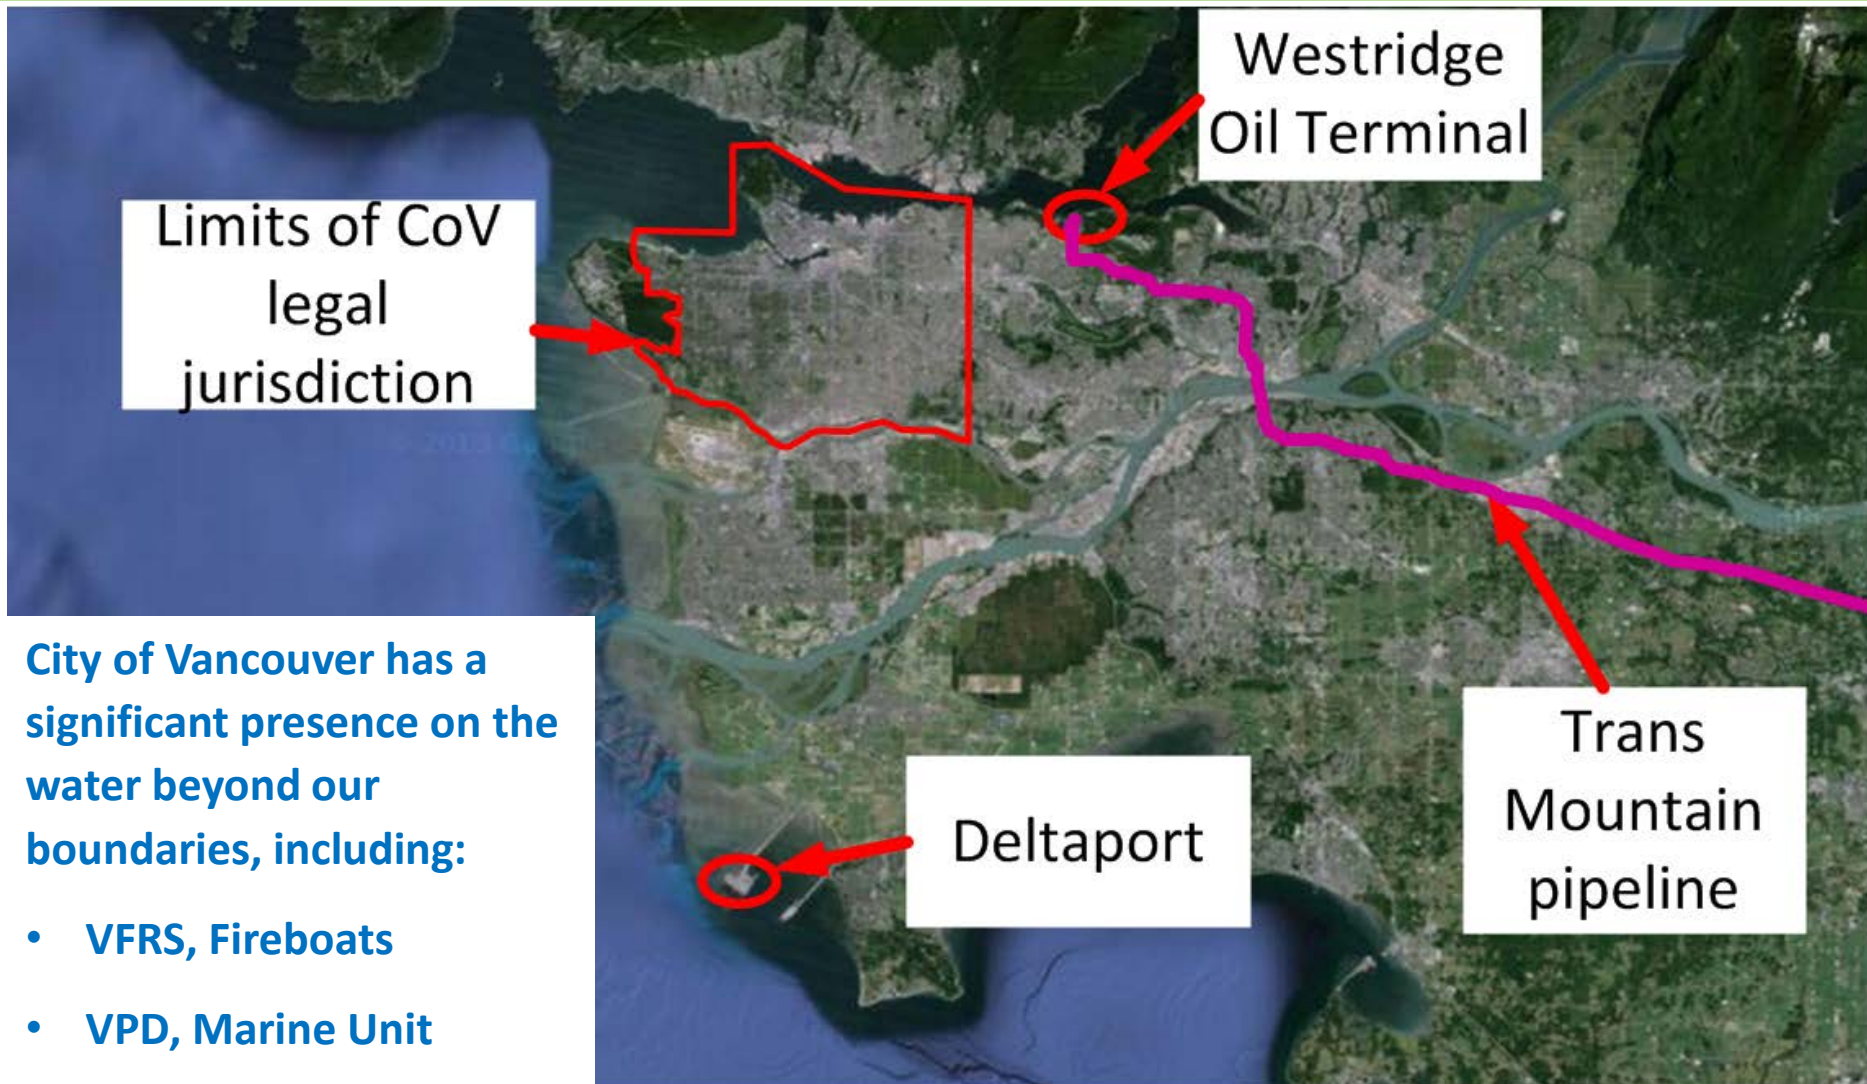 Westridge
Oil Terminal
Limits of CoV
legal
jurisdiction
Trans
Mountain
pipeline
Deltaport
City of Vancouver has a
significant presence on the
water beyond our
boundaries, including:
• VFRS, Fireboats
• VPD, Marine Unit